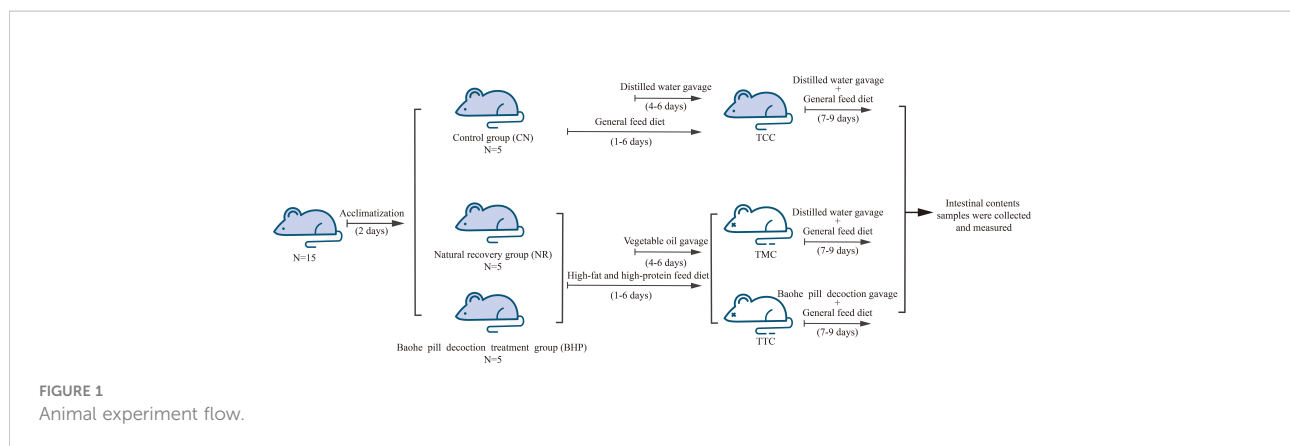 Acclimatization
(2 days)
N=15
Control group (CN)
N=5
Distilled water gavage
(4-6 days)
General feed diet
(1-6 days)
TCC
Distilled water gavage
+
General feed diet
(7-9 days)
Natural recovery group (NR)
N=5
Baohe pill decoction treatment group (BHP)
N=5
Vegetable oil gavage
(4-6 days)
High-fat and high-protein feed diet
(1-6 days)
TMC
Distilled water gavage
+
General feed diet
(7-9 days)
TTC
Baohe pill decoction gavage
+
General feed diet
(7-9 days)
Intestinal contents
samples were collected
and measured
FIGURE 1
Animal experiment flow.